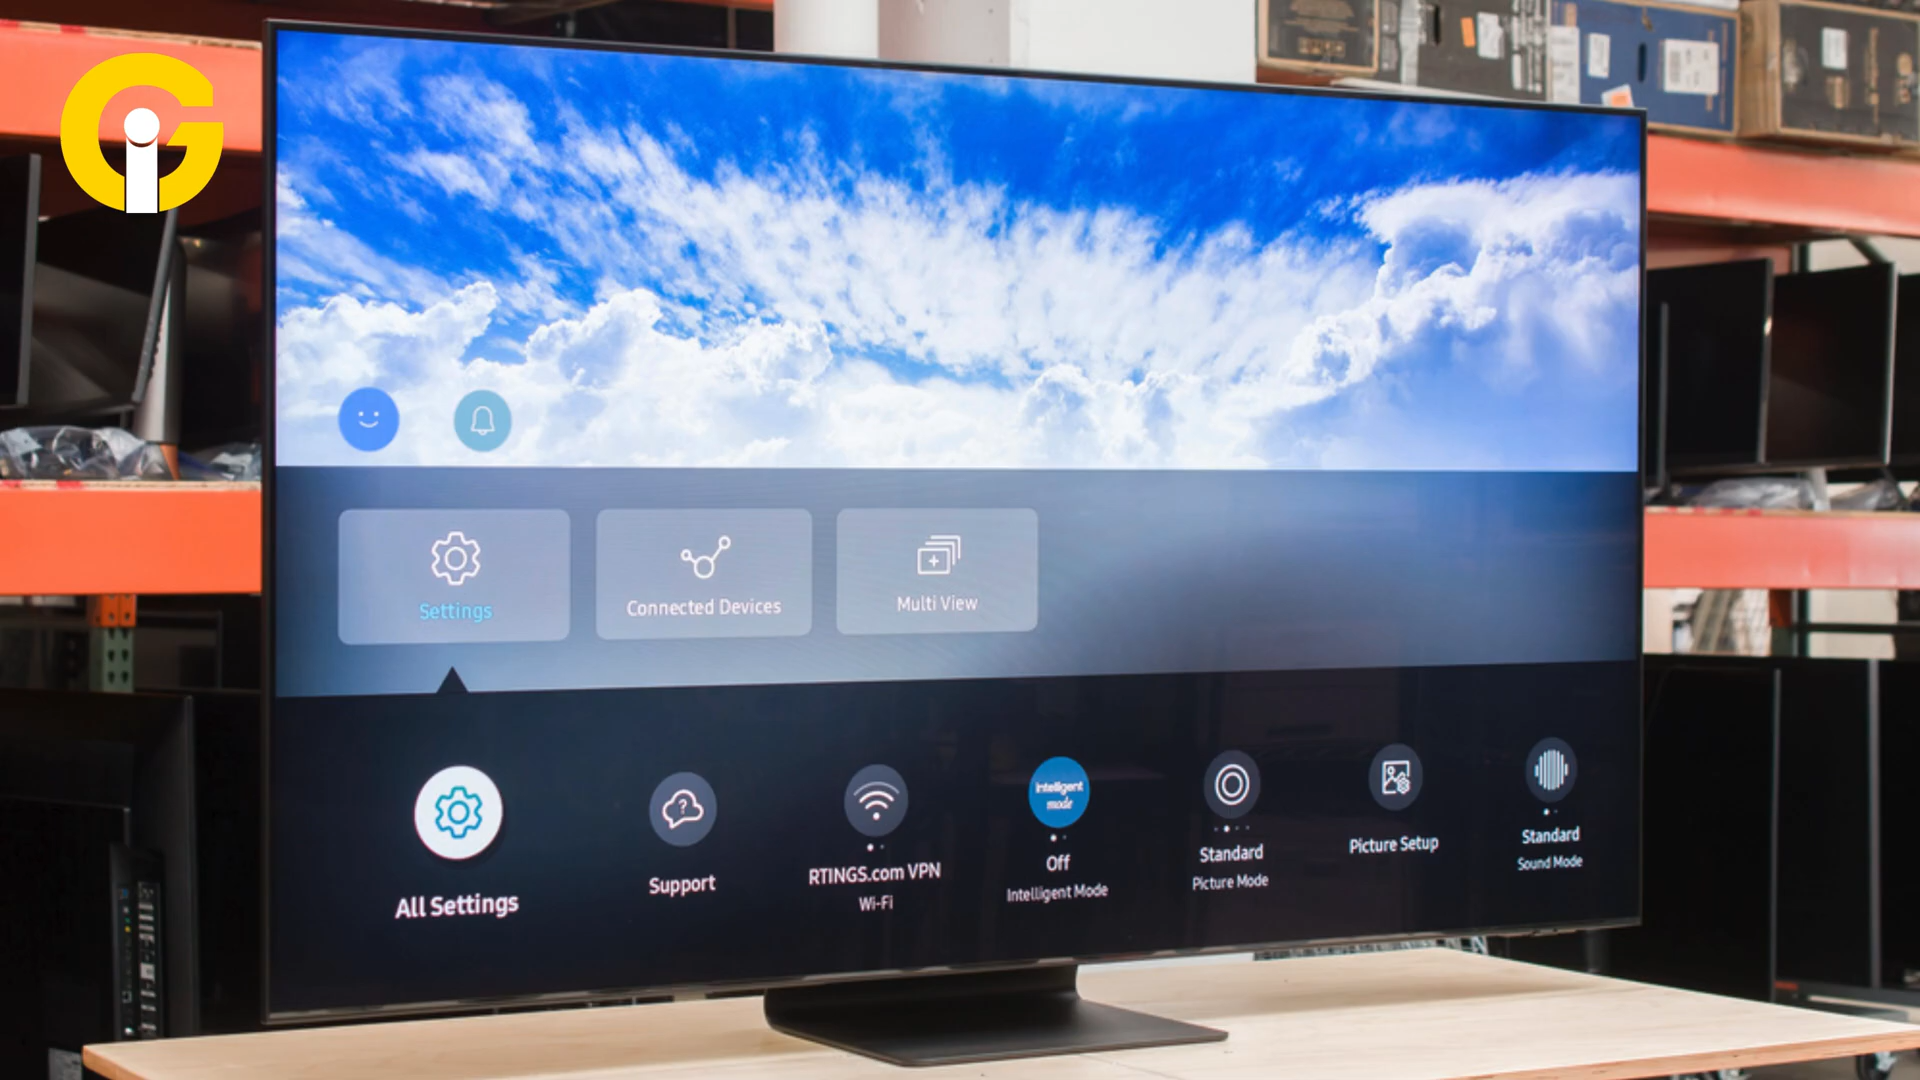 Gi
Settings
Connected Devices
Multi View
All Settings
Support
RTINGS.com VPN
Wi-Fi
intelligent
mode
Off
Intelligent Mode
Standard
Picture Mode
Picture Setup
Standard
Sound Mode